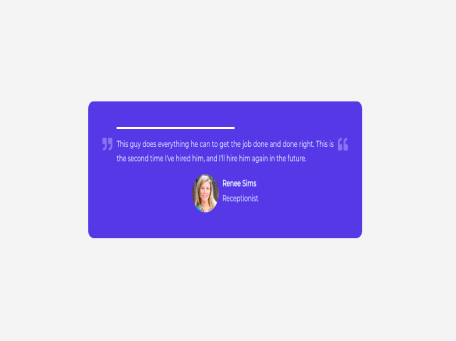 This guy does everything he can to get the job done and done right. This is
the second time I've hired him, and I'll hire him again in the future.
Renee Sims
Receptionist